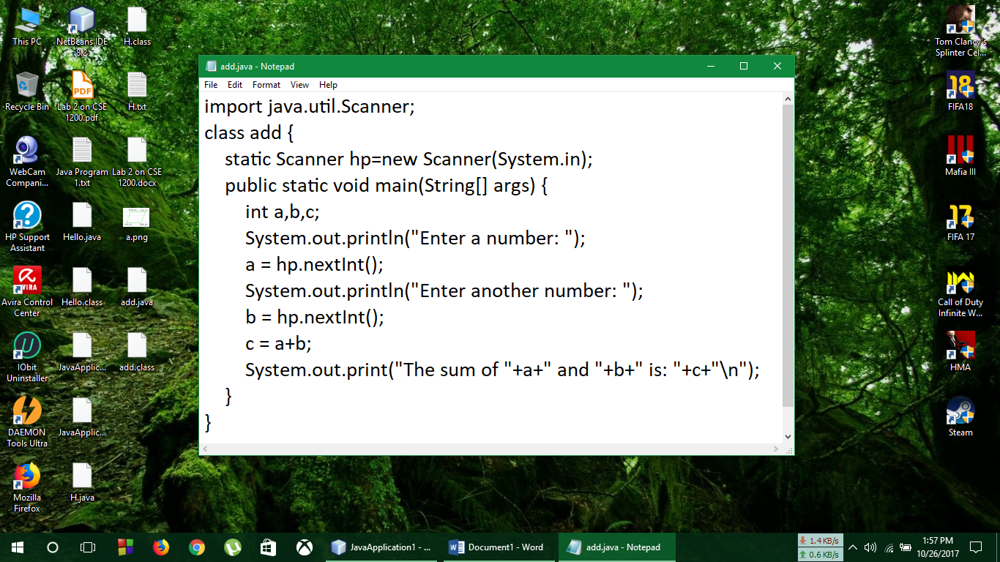 This PC
NetBeans IDE
8.2
H.class
Recycle Bin
PDF
Lab 2 on CSE
1200.pdf
H.txt
WebCam
Compani...
Java Program
1.txt
Lab 2 on CSE
1200.docx
HP Support
Assistant
Hello.java
a.png
AVIRA
Avira Control
Center
Hello.class
add.java
IObit
Uninstaller
JavaApplic...
add.class
DAEMON
Tools Ultra
JavaApplic...
Mozilla
Firefox
H.java
add.java - Notepad
File Edit Format View Help
import java.util.Scanner;
class add {
    static Scanner hp=new Scanner(System.in);
    public static void main(String[] args) {
        int a,b,c;
        System.out.println("Enter a number: ");
        a = hp.nextInt();
        System.out.println("Enter another number: ");
        b = hp.nextInt();
        c = a+b;
        System.out.print("The sum of "+a+" and "+b+" is: "+c+"\n");
    }
}
Tom Clancy's
Splinter Cel...
18
FIFA18
Mafia III
17
FIFA 17
Call of Duty
Infinite W...
HMA
Steam
JavaApplication1 - ...
Document1 - Word
add.java - Notepad
1.4 KB/s
0.6 KB/s
1:57 PM
10/26/2017